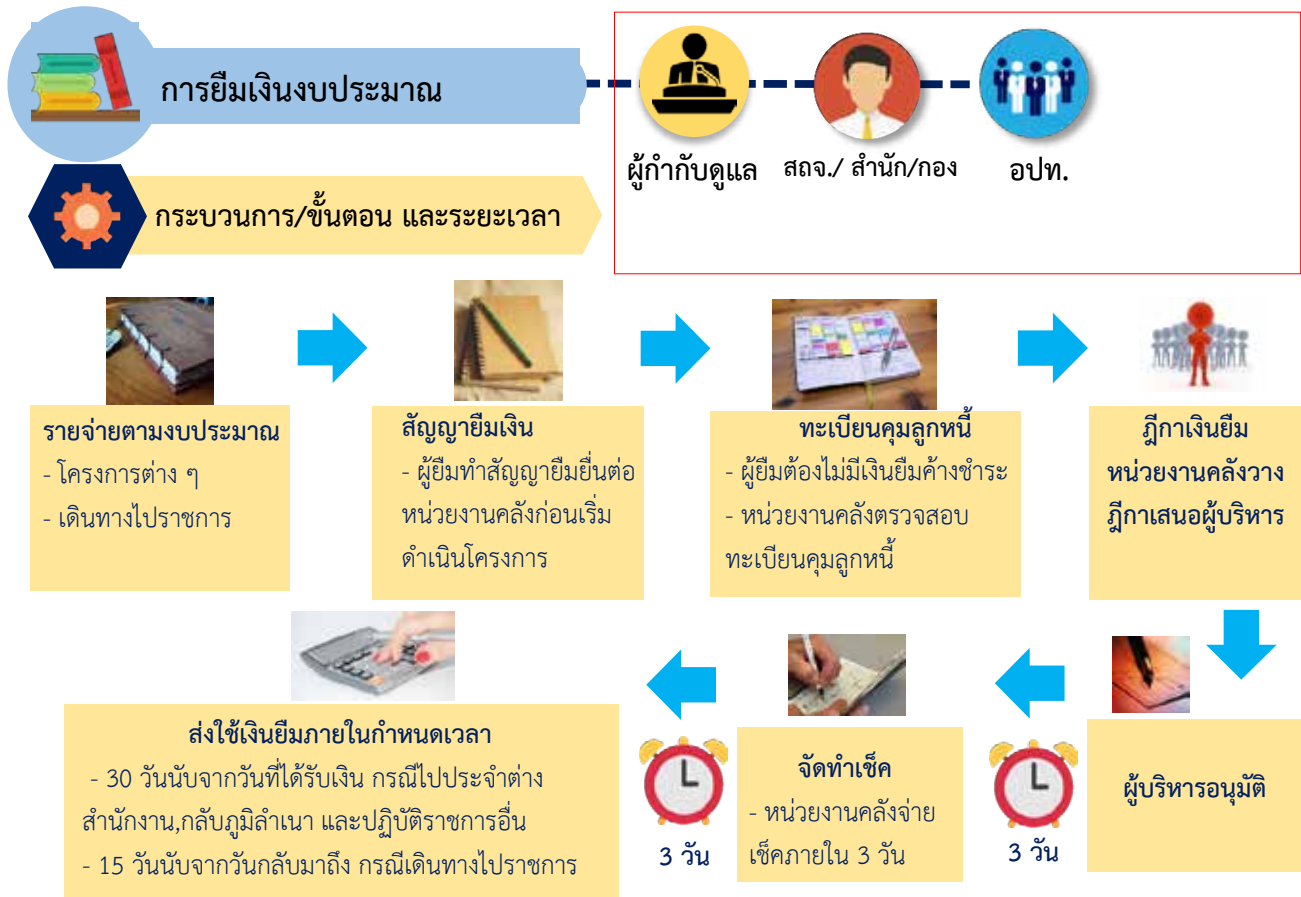 การยืมเงินงบประมาณ
ผู้กำกับดูแล
สถจ./ สำนัก/กอง
อปท.
กระบวนการ/ขั้นตอน และระยะเวลา
รายจ่ายตามงบประมาณ
- โครงการต่าง ๆ
- เดินทางไปราชการ
สัญญายืมเงิน
- ผู้ยืมทำสัญญายืมยื่นต่อ
หน่วยงานคลังก่อนเริ่ม
ดำเนินโครงการ
ทะเบียนคุมลูกหนี้
- ผู้ยืมต้องไม่มีเงินยืมค้างชำระ
- หน่วยงานคลังตรวจสอบ
ทะเบียนคุมลูกหนี้
ฎีกาเงินยืม
หน่วยงานคลังวาง
ฎีกาเสนอผู้บริหาร
ผู้บริหารอนุมัติ
3 วัน
จัดทำเช็ค
- หน่วยงานคลังจ่าย
เช็คภายใน 3 วัน
3 วัน
ส่งใช้เงินยืมภายในกำหนดเวลา
- 30 วันนับจากวันที่ได้รับเงิน กรณีไปประจำต่าง
สำนักงาน,กลับภูมิลำเนา และปฏิบัติราชการอื่น
- 15 วันนับจากวันกลับมาถึง กรณีเดินทางไปราชการ